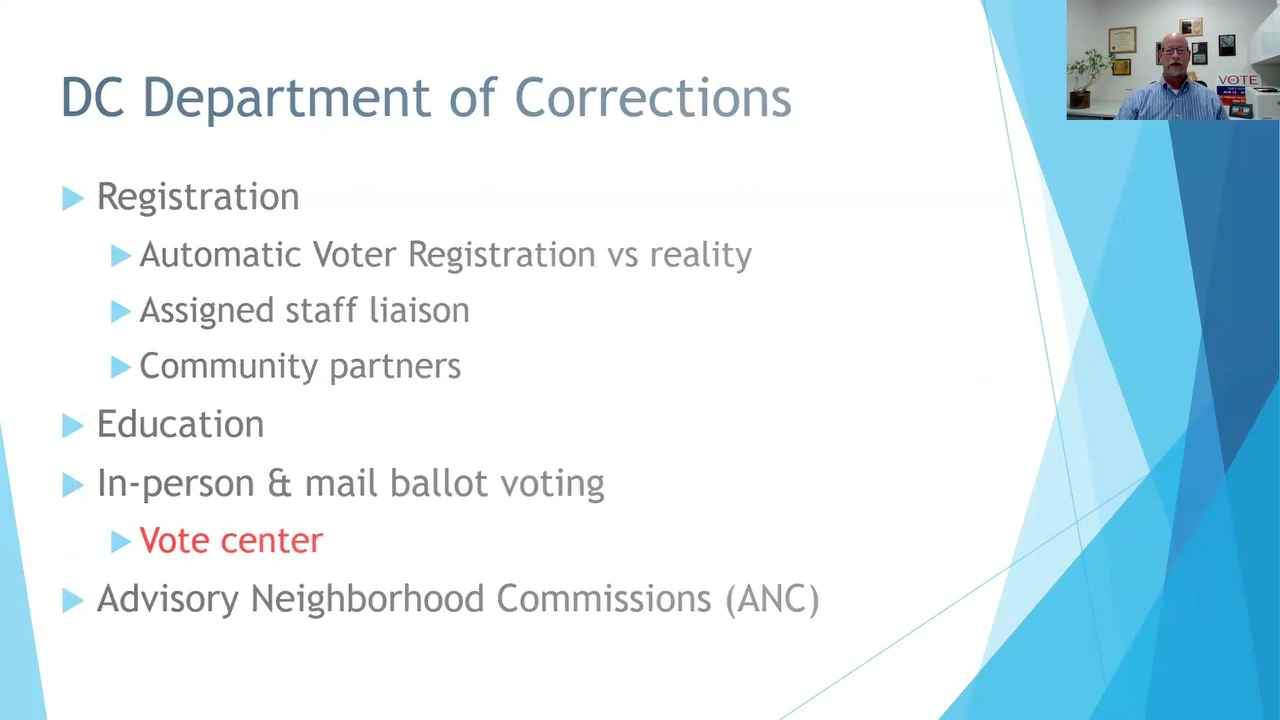 DC Department of Corrections
Registration
Automatic Voter Registration vs reality
Assigned staff liaison
Community partners
Education
In-person & mail ballot voting
Vote center
Advisory Neighborhood Commissions (ANC)
VOTE